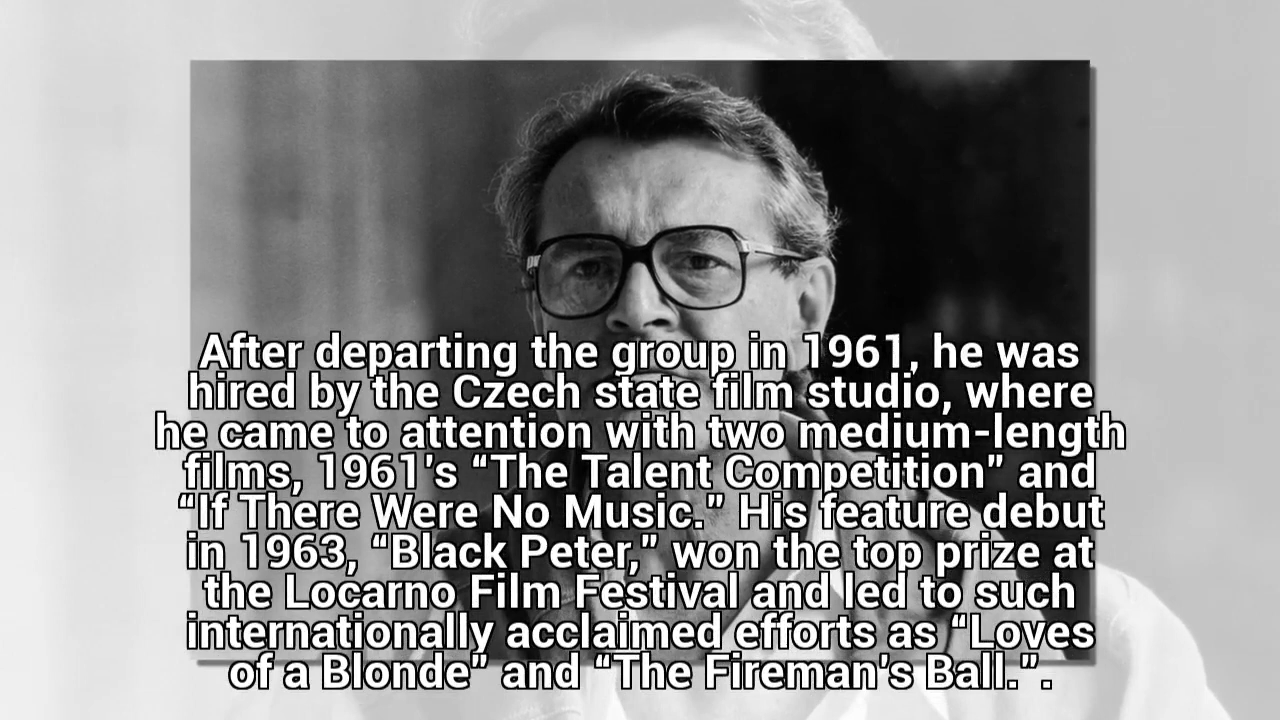 After departing the group in 1961, he was
hired by the Czech state film studio, where
he came to attention with two medium-length
films, 1961's “The Talent Competition” and
“If There Were No Music.” His feature debut
in 1963, “Black Peter,” won the top prize at
the Locarno Film Festival and led to such
internationally acclaimed efforts as “Loves
of a Blonde” and “The Fireman's Ball.”.